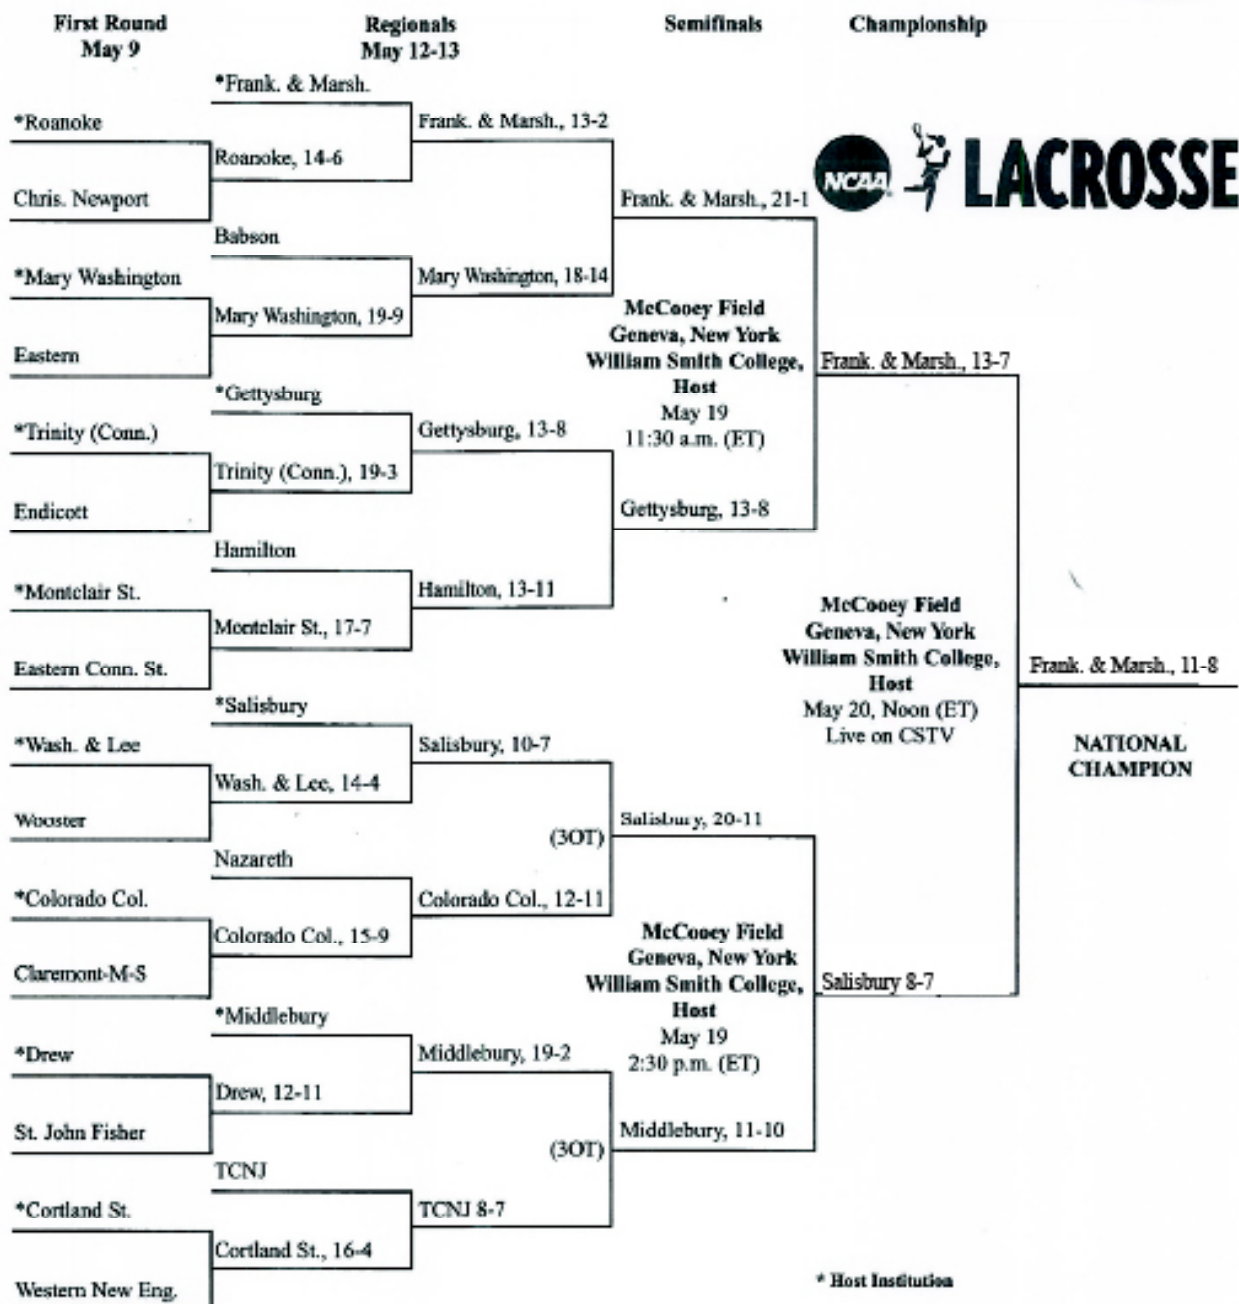 First Round
May 9
Regionals
May 12-13
Semifinals
Championship
*Frank. & Marsh.
*Roanoke
Frank. & Marsh., 13-2
Roanoke, 14-6
Chris. Newport
Frank. & Marsh., 21-1
NCAA LACROSSE
Babson
*Mary Washington
Mary Washington, 18-14
Mary Washington, 19-9
Eastern
McCooey Field
Geneva, New York
William Smith College,
Host
May 19
11:30 a.m. (ET)
Frank. & Marsh., 13-7
*Gettysburg
*Trinity (Conn.)
Gettysburg, 13-8
Trinity (Conn.), 19-3
Endicott
Gettysburg, 13-8
Hamilton
*Montclair St.
Hamilton, 13-11
Montclair St., 17-7
Eastern Conn. St.
McCooey Field
Geneva, New York
William Smith College,
Host
May 20, Noon (ET)
Live on CSTV
Frank. & Marsh., 11-8
NATIONAL
CHAMPION
*Salisbury
*Wash. & Lee
Salisbury, 10-7
Wash. & Lee, 14-4
Wooster
(3OT)
Salisbury, 20-11
Nazareth
*Colorado Col.
Colorado Col., 12-11
Colorado Col., 15-9
Claremont-M-S
McCooey Field
Geneva, New York
William Smith College,
Host
May 19
2:30 p.m. (ET)
Salisbury 8-7
*Middlebury
*Drew
Middlebury, 19-2
Drew, 12-11
St. John Fisher
(3OT)
Middlebury, 11-10
TCNJ
*Cortland St.
TCNJ 8-7
Cortland St., 16-4
Western New Eng.
* Host Institution